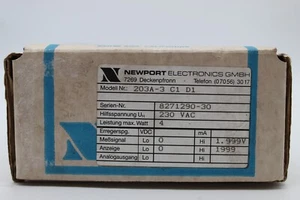 NEWPORT ELECTRONICS GMBH
7269 Deckenpfronn - Telefon (07056) 3017
Modell Nr. 203A-3 C1 D1
Serien-Nr. 8271290-30
Hilfsspannung 230 VAC
Leistung max. Watt 4
Erregerspg. VDC mA
Meßsignal Lo 0 Hi 1.999V
Anzeige Lo 0 Hi 1999
Analogausgang Lo Hi